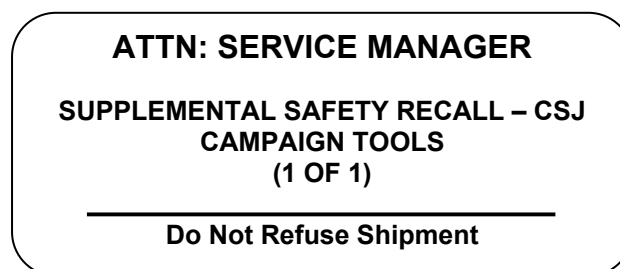 ATTN: SERVICE MANAGER
SUPPLEMENTAL SAFETY RECALL – CSJ
CAMPAIGN TOOLS
(1 OF 1)
Do Not Refuse Shipment